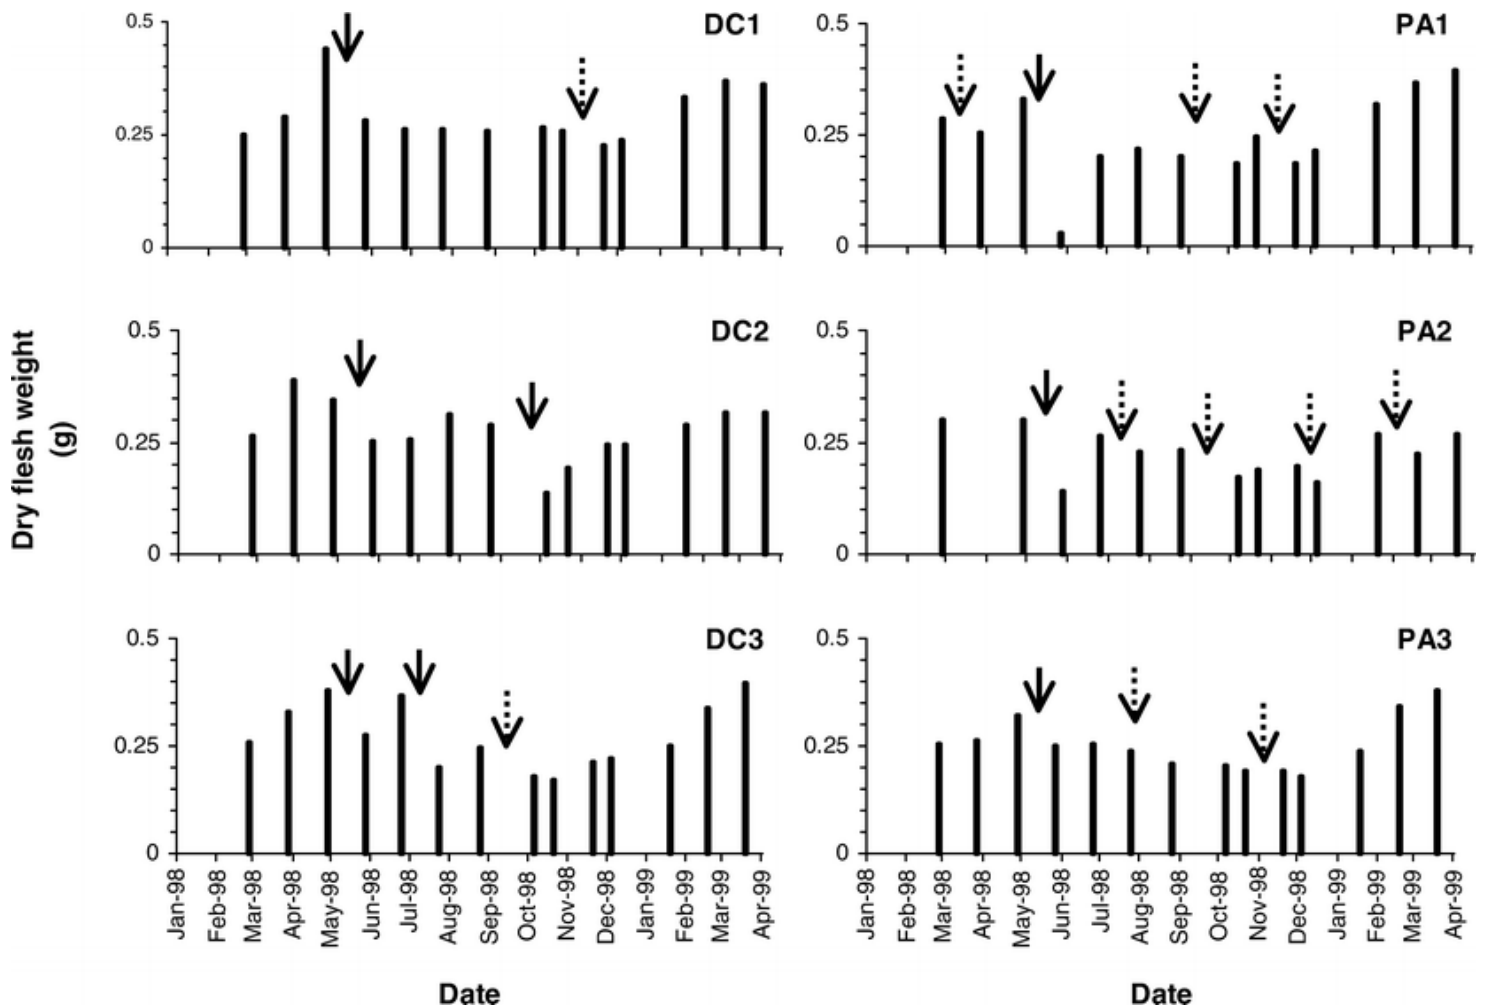 0.5
0.25
0
DC1
0.5
0.25
0
PA1
0.5
0.25
0
DC2
0.5
0.25
0
PA2
Dry flesh weight
(g)
0.5
0.25
0
DC3
0.5
0.25
0
PA3
Jan-98
Feb-98
Mar-98
Apr-98
May-98
Jun-98
Jul-98
Aug-98
Sep-98
Oct-98
Nov-98
Dec-98
Jan-99
Feb-99
Mar-99
Apr-99
Jan-98
Feb-98
Mar-98
Apr-98
May-98
Jun-98
Jul-98
Aug-98
Sep-98
Oct-98
Nov-98
Dec-98
Jan-99
Feb-99
Mar-99
Apr-99
Date
Date